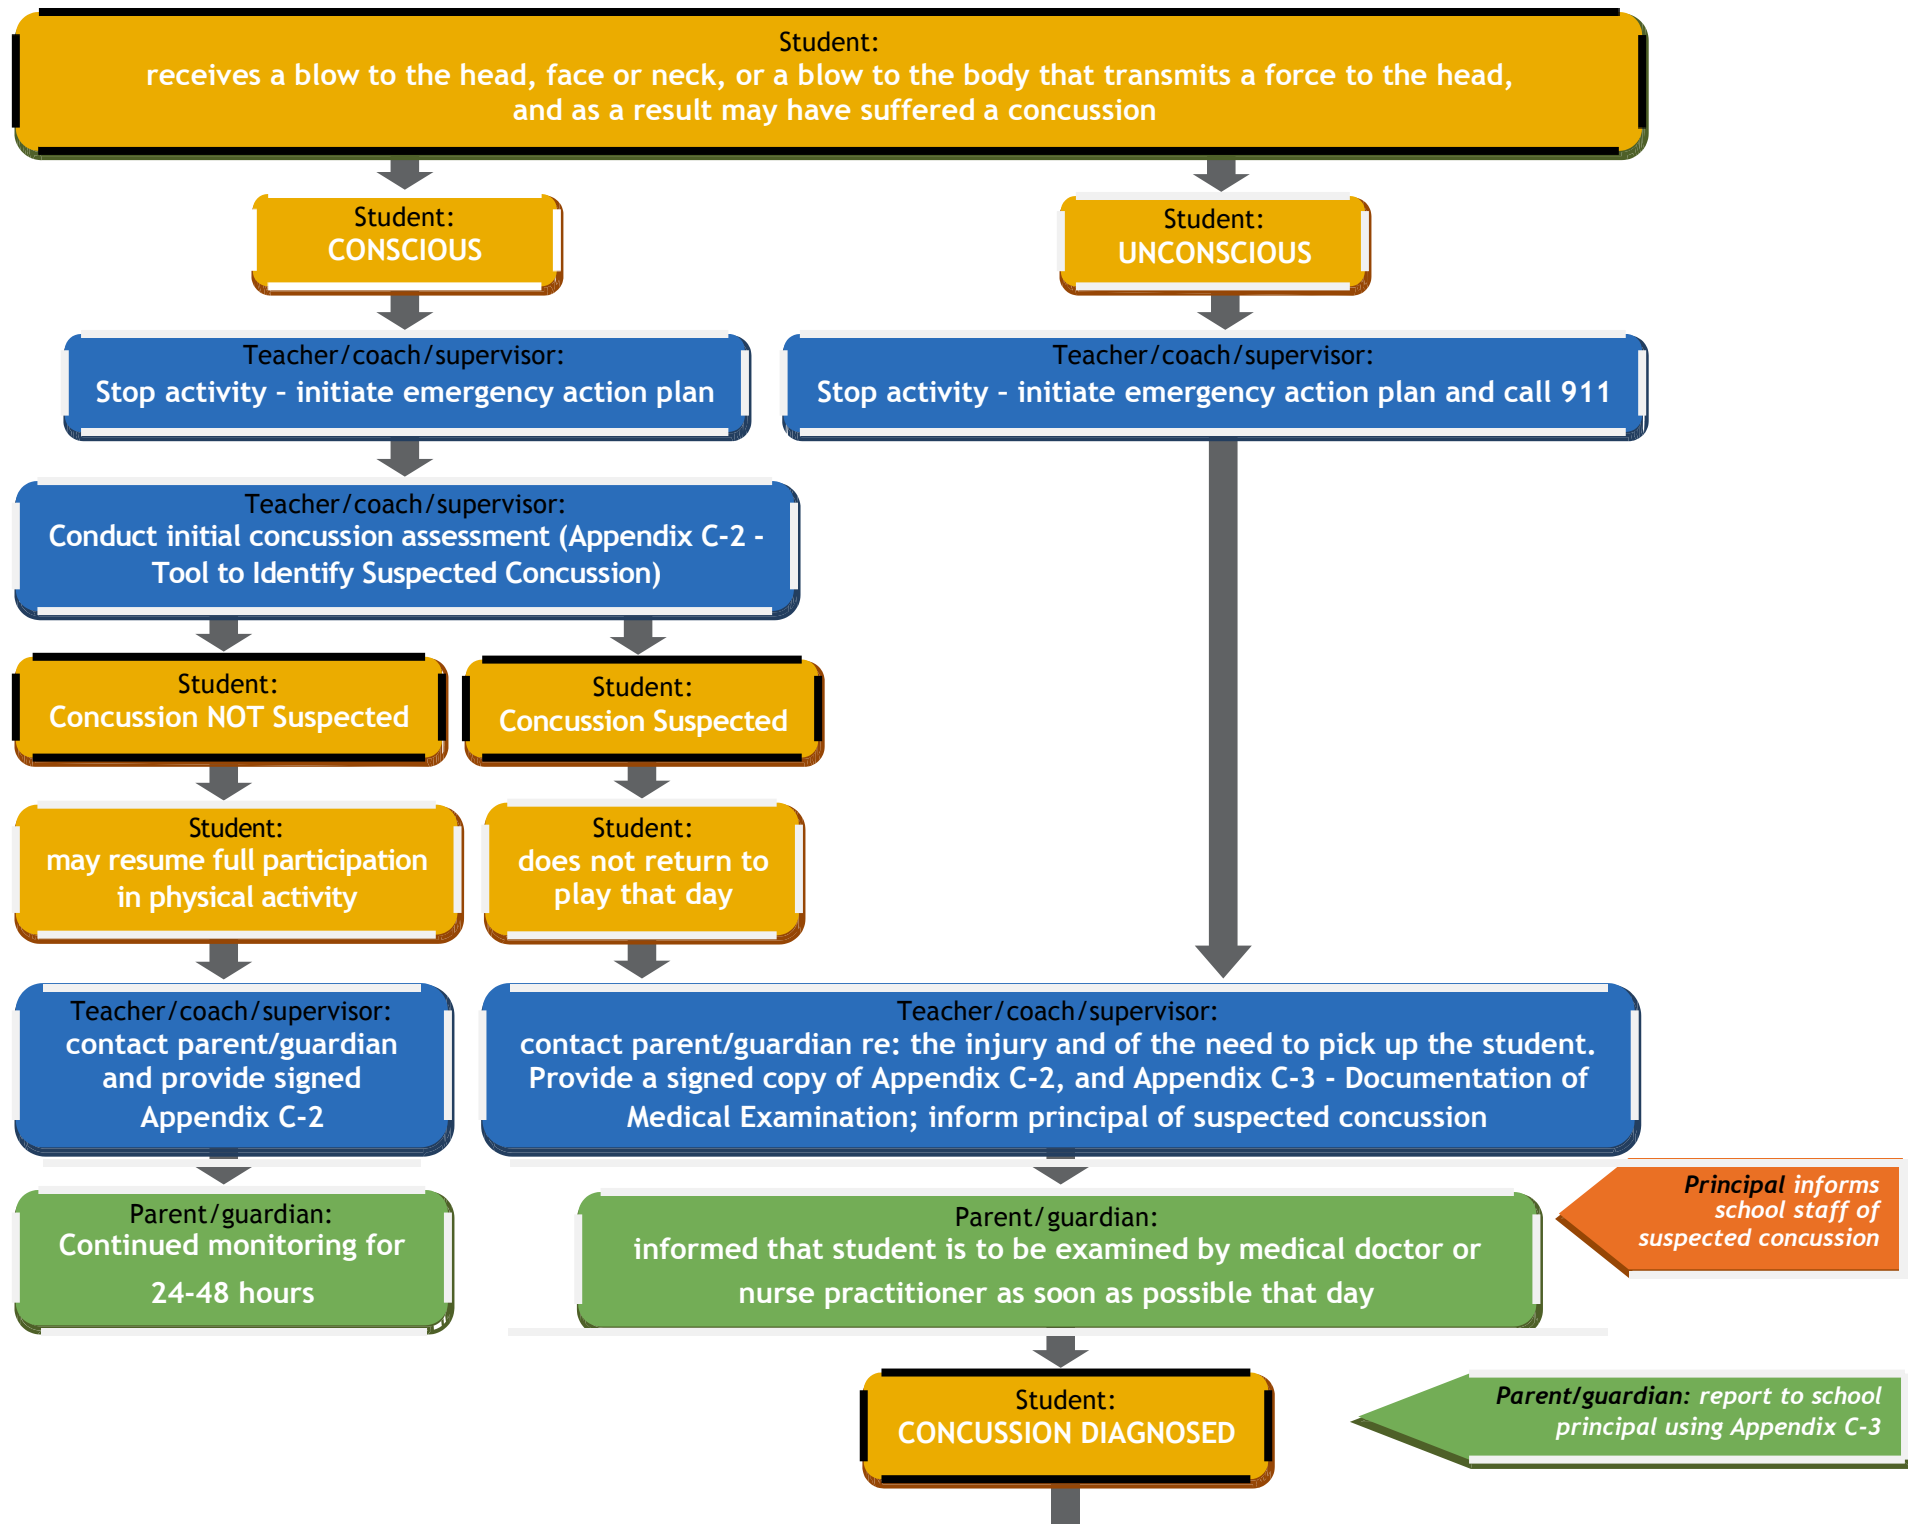 Student:
receives a blow to the head, face or neck, or a blow to the body that transmits a force to the head,
and as a result may have suffered a concussion
Student:
CONSCIOUS
Student:
UNCONSCIOUS
Teacher/coach/supervisor:
Stop activity - initiate emergency action plan
Teacher/coach/supervisor:
Stop activity - initiate emergency action plan and call 911
Teacher/coach/supervisor:
Conduct initial concussion assessment (Appendix C-2 -
Tool to Identify Suspected Concussion)
Student:
Concussion NOT Suspected
Student:
Concussion Suspected
Student:
may resume full participation
in physical activity
Student:
does not return to
play that day
Teacher/coach/supervisor:
contact parent/guardian
and provide signed
Appendix C-2
Teacher/coach/supervisor:
contact parent/guardian re: the injury and of the need to pick up the student.
Provide a signed copy of Appendix C-2, and Appendix C-3 - Documentation of
Medical Examination; inform principal of suspected concussion
Principal informs
school staff of
suspected concussion
Parent/guardian:
Continued monitoring for
24-48 hours
Parent/guardian:
informed that student is to be examined by medical doctor or
nurse practitioner as soon as possible that day
Student:
CONCUSSION DIAGNOSED
Parent/guardian: report to school
principal using Appendix C-3